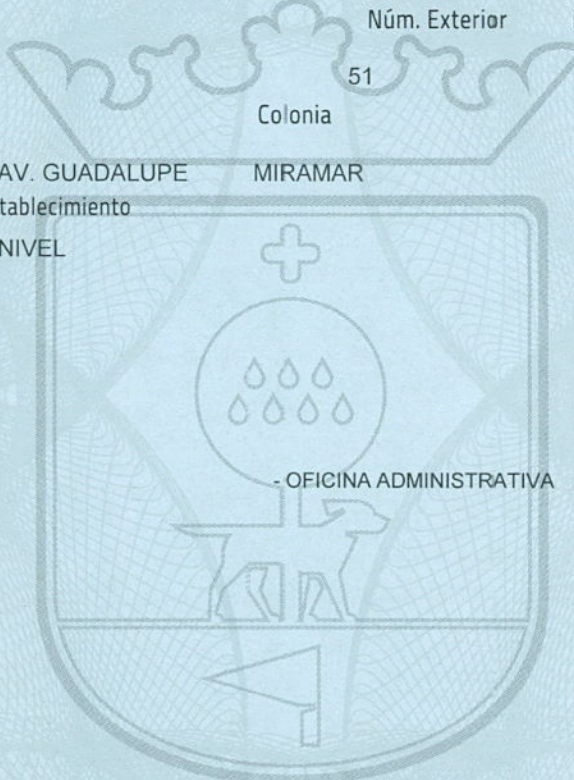 Núm. Exterior
51
Colonia
AV. GUADALUPE MIRAMAR
tablecimiento
NIVEL
- OFICINA ADMINISTRATIVA